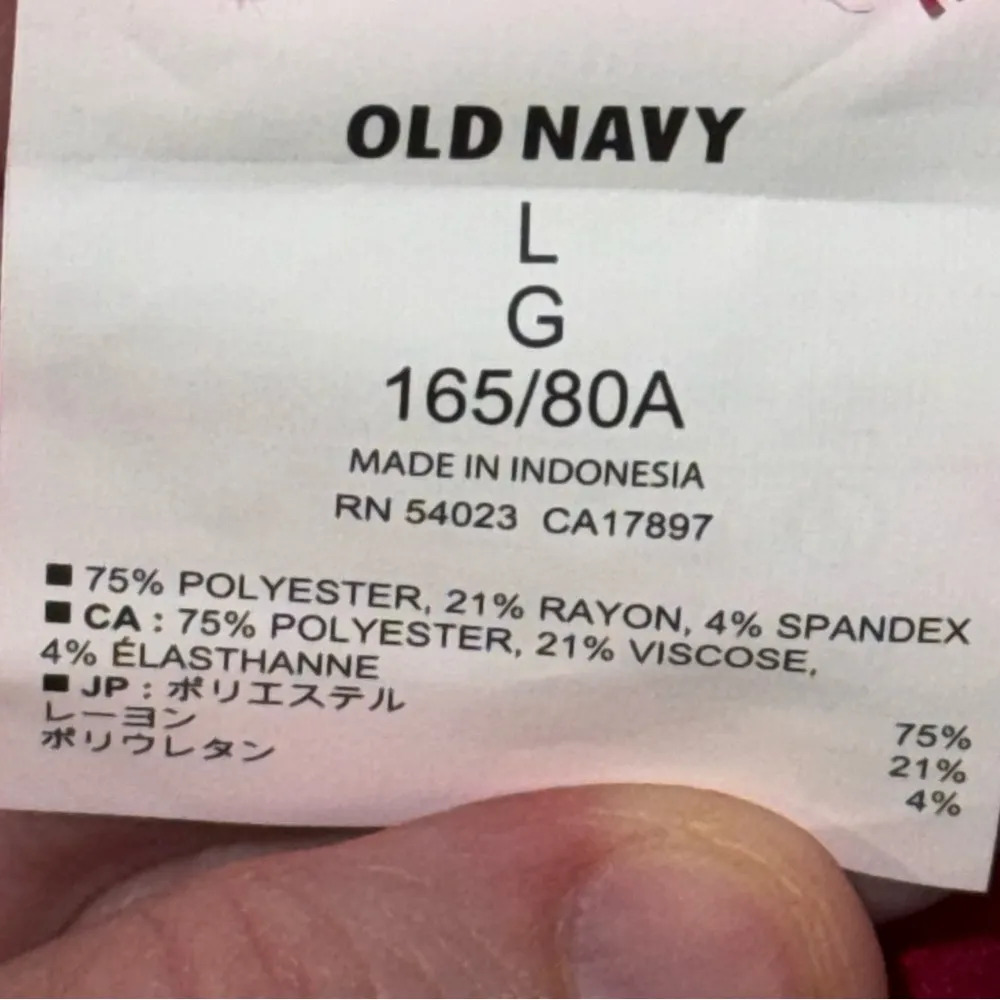 OLD NAVY
L
G
165/80A
MADE IN INDONESIA
RN 54023 CA17897
■ 75% POLYESTER, 21% RAYON, 4% SPANDEX
■ CA : 75% POLYESTER, 21% VISCOSE,
4% ÉLASTHANNE
■ JP : ポリエステル 75%
レーヨン 21%
ポリウレタン 4%